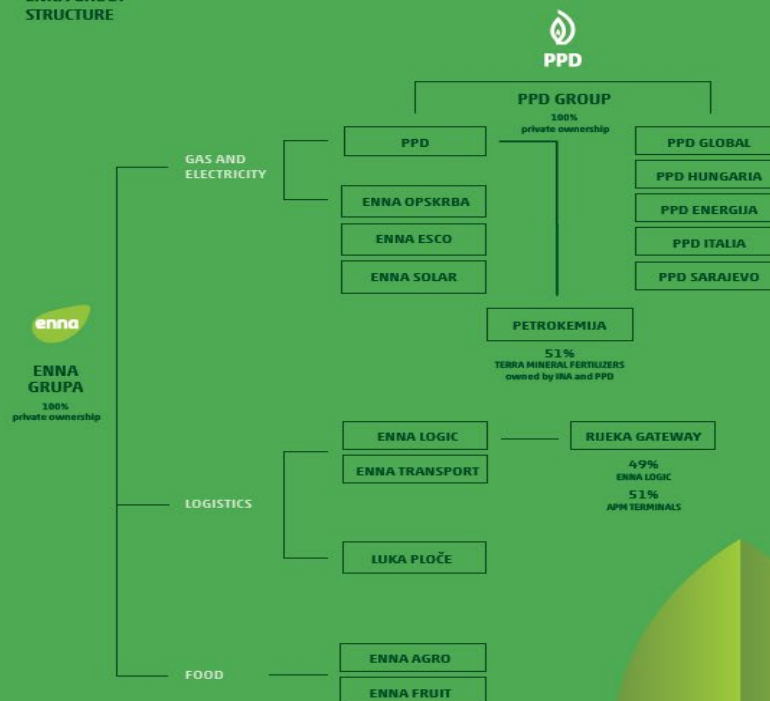 STRUCTURE
PPD
PPD GROUP
100%
private ownership
PPD
PPD GLOBAL
GAS AND
ELECTRICITY
PPD HUNGARIA
ENNA OPSKRBA
PPD ENERGIJA
ENNA ESCO
PPD ITALIA
ENNA SOLAR
PPD SARAJEVO
enna
PETROKEMIJA
51%
TERRA MINERAL FERTILIZERS
owned by INA and PPD
ENNA
GRUPA
100%
private ownership
ENNA LOGIC
RIJEKA GATEWAY
ENNA TRANSPORT
49%
ENNA LOGIC
51%
APM TERMINALS
LOGISTICS
LUKA PLOČE
ENNA AGRO
FOOD
ENNA FRUIT